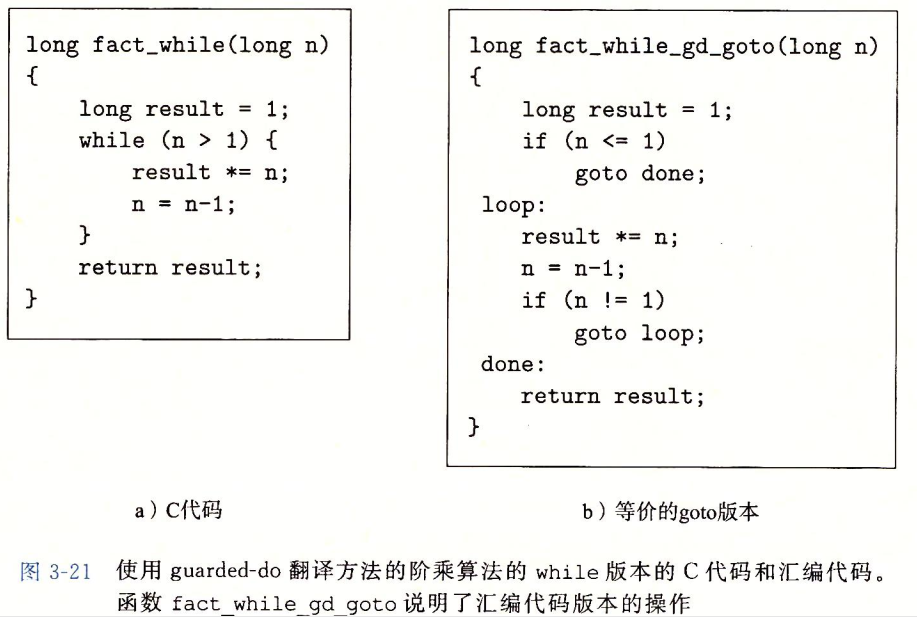 long fact_while(long n)
{
    long result = 1;
    while (n > 1) {
        result *= n;
        n = n-1;
    }
    return result;
}
long fact_while_gd_goto(long n)
{
    long result = 1;
    if (n <= 1)
        goto done;
 loop:
    result *= n;
    n = n-1;
    if (n != 1)
        goto loop;
 done:
    return result;
}
a）C代码
b）等价的goto版本
图 3-21 使用 guarded-do 翻译方法的阶乘算法的 while 版本的 C 代码和汇编代码。
函数 fact_while_gd_goto 说明了汇编代码版本的操作